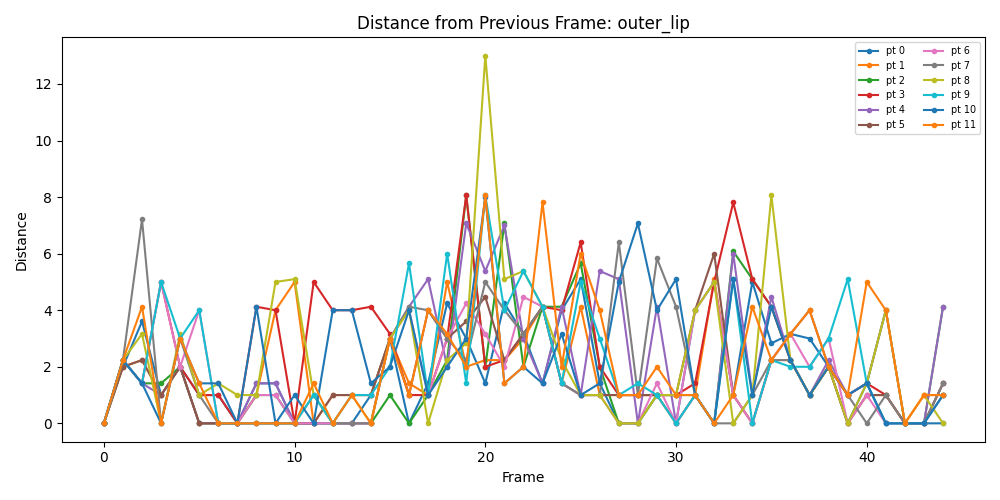 Distance from Previous Frame: outer_lip
Distance
12
10
8
6
4
2
0
0 10 20 30 40
Frame
pt 0 pt 6
pt 1 pt 7
pt 2 pt 8
pt 3 pt 9
pt 4 pt 10
pt 5 pt 11